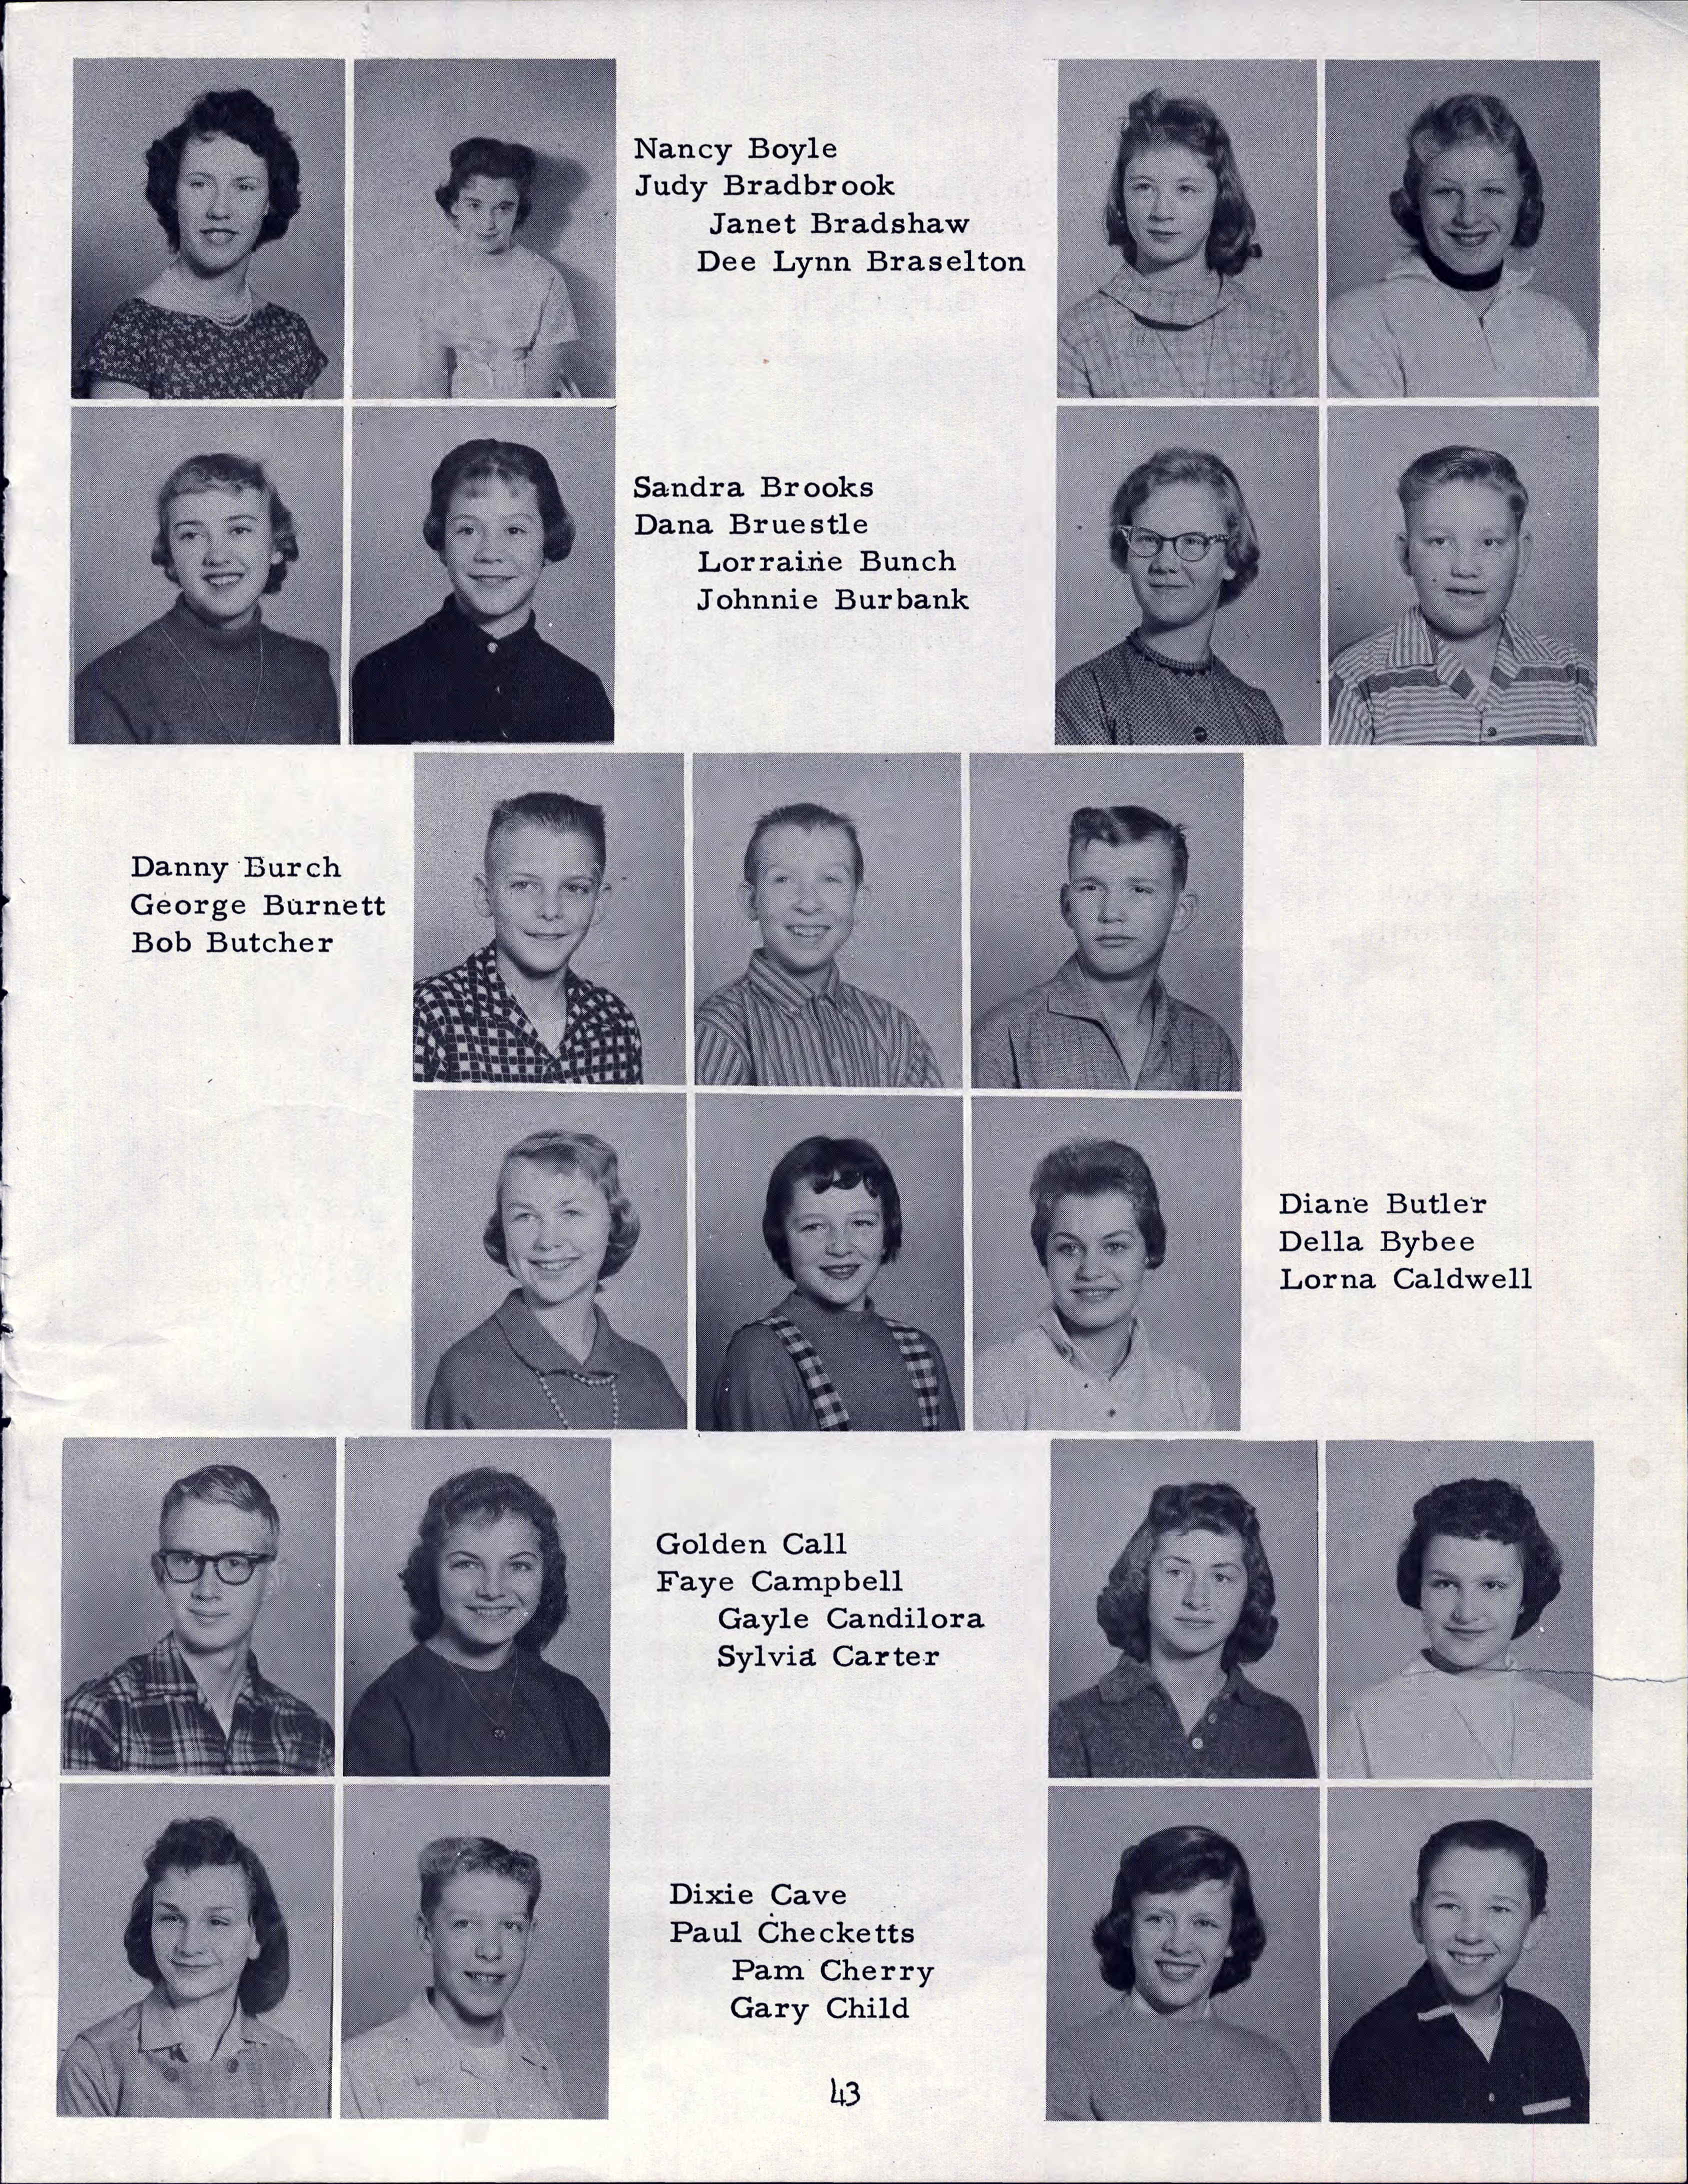 Nancy Boyle
Judy Bradbrook
Janet Bradshaw
Dee Lynn Braselton
Sandra Brooks
Dana Bruestle
Lorraine Bunch
Johnnie Burbank
Danny Burch
George Burnett
Bob Butcher
Diane Butler
Della Bybee
Lorna Caldwell
Golden Call
Faye Campbell
Gayle Candilora
Sylvia Carter
Dixie Cave
Paul Checketts
Pam Cherry
Gary Child
43